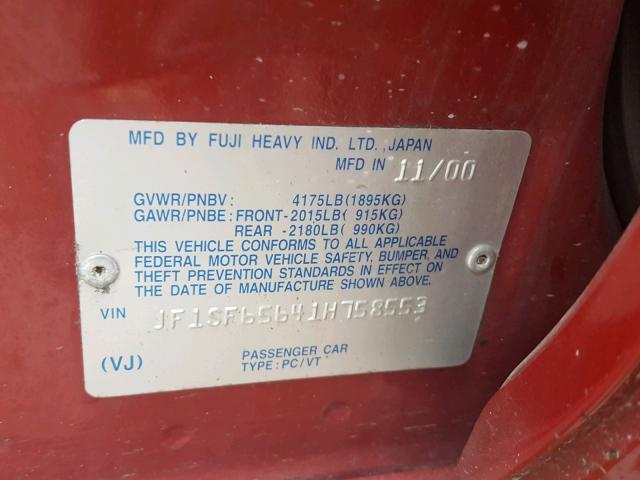 MFD BY FUJI HEAVY IND. LTD., JAPAN
MFD IN 11/00
GVWR/PNBV: 4175LB(1895KG)
GAWR/PNBE: FRONT-2015LB( 915KG)
REAR -2180LB( 990KG)
THIS VEHICLE CONFORMS TO ALL APPLICABLE
FEDERAL MOTOR VEHICLE SAFETY, BUMPER, AND
THEFT PREVENTION STANDARDS IN EFFECT ON
THE DATE OF MANUFACTURE SHOWN ABOVE.
VIN JF1SF65641H758553
(VJ) PASSENGER CAR
TYPE: PC/VT